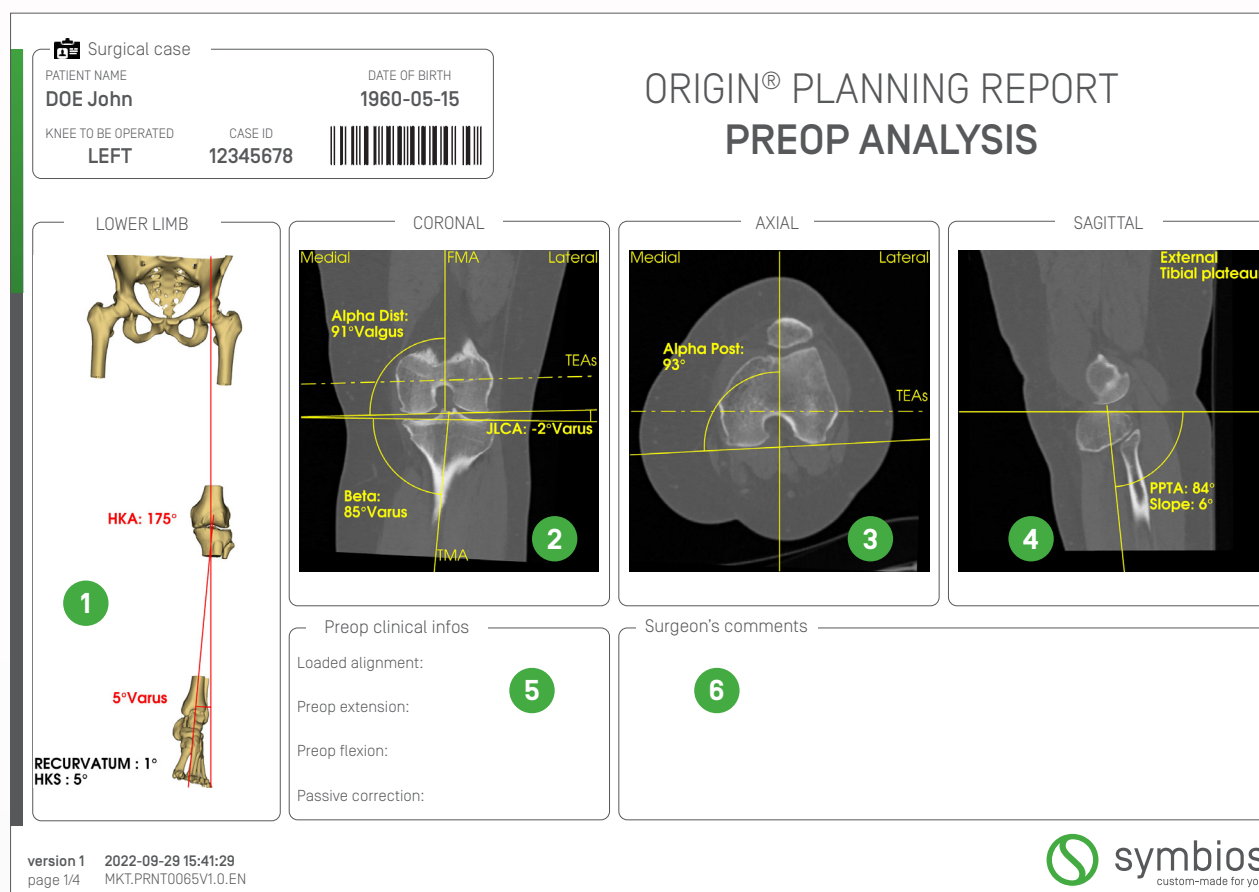 Surgical case
PATIENT NAME
DOE John
DATE OF BIRTH
1960-05-15
KNEE TO BE OPERATED
LEFT
CASE ID
12345678
ORIGIN® PLANNING REPORT
PREOP ANALYSIS
LOWER LIMB
HKA: 175°
1
5°Varus
RECURVATUM : 1°
HKS : 5°
CORONAL
Medial FMA Lateral
Alpha Dist:
91°Valgus
TEAs
JLCA: -2°Varus
Beta:
85°Varus
2
TMA
AXIAL
Medial Lateral
Alpha Post:
93°
TEAs
3
SAGITTAL
External
Tibial plateau
PPTA: 84°
Slope: 6°
4
Preop clinical infos
Loaded alignment:
Preop extension:
Preop flexion:
Passive correction:
5
Surgeon's comments
6
version 1 2022-09-29 15:41:29
page 1/4 MKT.PRNT0065V1.0.EN
symbios
custom-made for yo